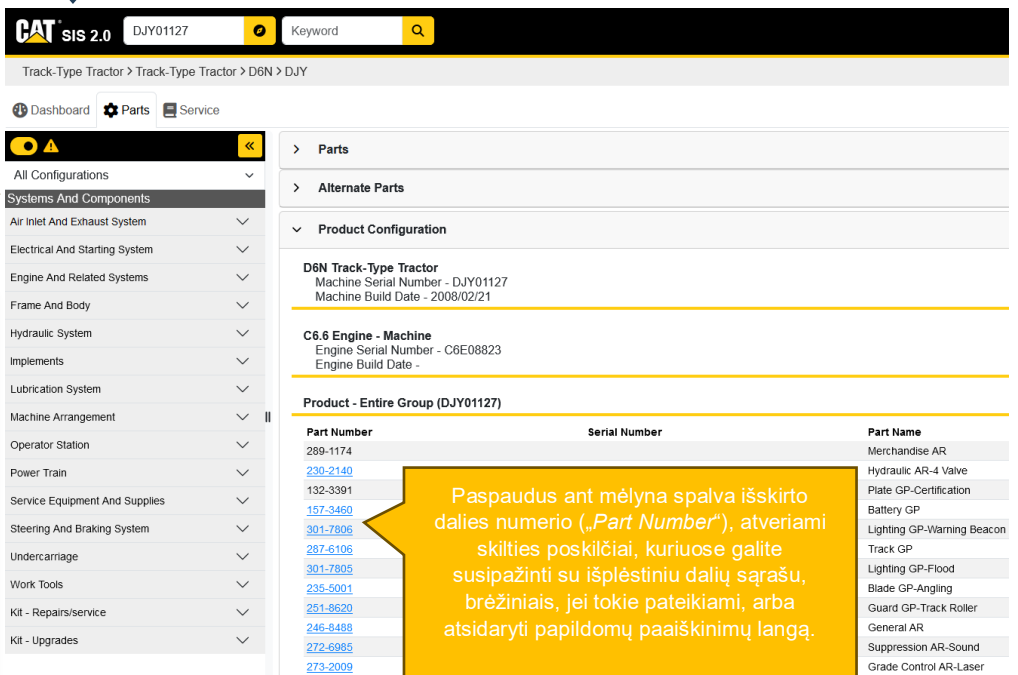 CAT SIS 2.0 DJY01127 Keyword
Track-Type Tractor > Track-Type Tractor > D6N > DJY
Dashboard Parts Service
All Configurations
Systems And Components
Air Inlet And Exhaust System
Electrical And Starting System
Engine And Related Systems
Frame And Body
Hydraulic System
Implements
Lubrication System
Machine Arrangement
Operator Station
Power Train
Service Equipment And Supplies
Steering And Braking System
Undercarriage
Work Tools
Kit - Repairs/service
Kit - Upgrades
Parts
Alternate Parts
Product Configuration
D6N Track-Type Tractor
Machine Serial Number - DJY01127
Machine Build Date - 2008/02/21
C6.6 Engine - Machine
Engine Serial Number - C6E08823
Engine Build Date -
Product - Entire Group (DJY01127)
Part Number Serial Number Part Name
289-1174 Merchandise AR
230-2140 Hydraulic AR-4 Valve
132-3391 Plate GP-Certification
157-3460 Battery GP
301-7806 Lighting GP-Warning Beacon
287-6106 Track GP
301-7805 Lighting GP-Flood
235-5001 Blade GP-Angling
251-8620 Guard GP-Track Roller
246-8488 General AR
272-6985 Suppression AR-Sound
273-2009 Grade Control AR-Laser
Paspaudus ant mėlyna spalva išskirto
dalies numerio („Part Number“), atveriami
skilties poskilčiai, kuriuose galite
susipažinti su išplėstiniu dalių sąrašu,
brėžiniais, jei tokie pateikiami, arba
atsidaryti papildomų paaiškinimų langą.